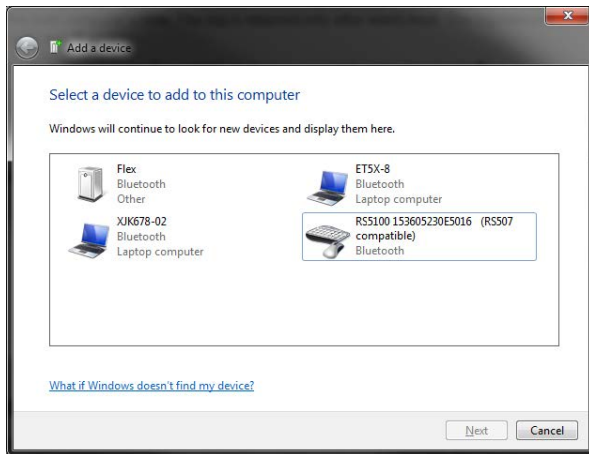 Add a device
Select a device to add to this computer
Windows will continue to look for new devices and display them here.
Flex
Bluetooth
Other
ET5X-8
Bluetooth
Laptop computer
XJK678-02
Bluetooth
Laptop computer
RS5100 153605230E5016 (RS507
compatible)
Bluetooth
What if Windows doesn't find my device?
Next
Cancel